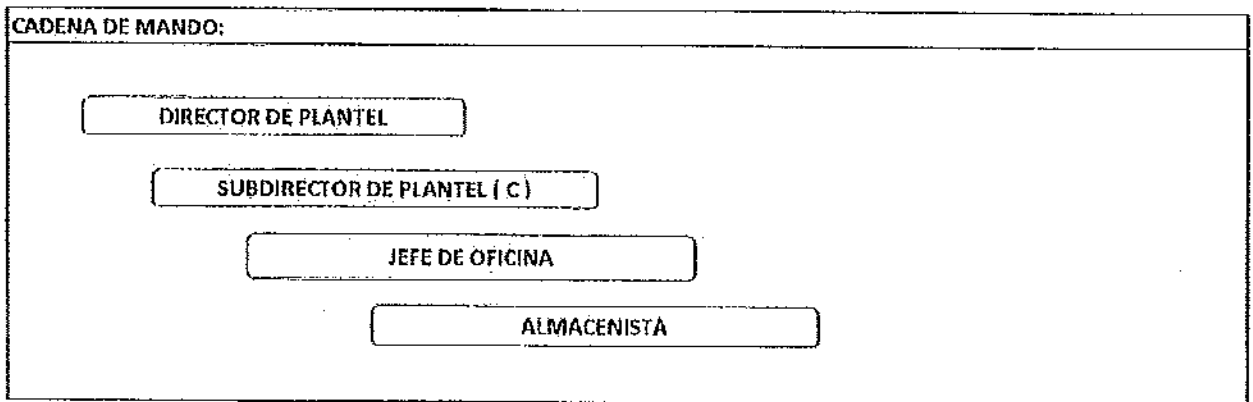 CADENA DE MANDO:
DIRECTOR DE PLANTEL
SUBDIRECTOR DE PLANTEL ( C )
JEFE DE OFICINA
ALMACENISTA